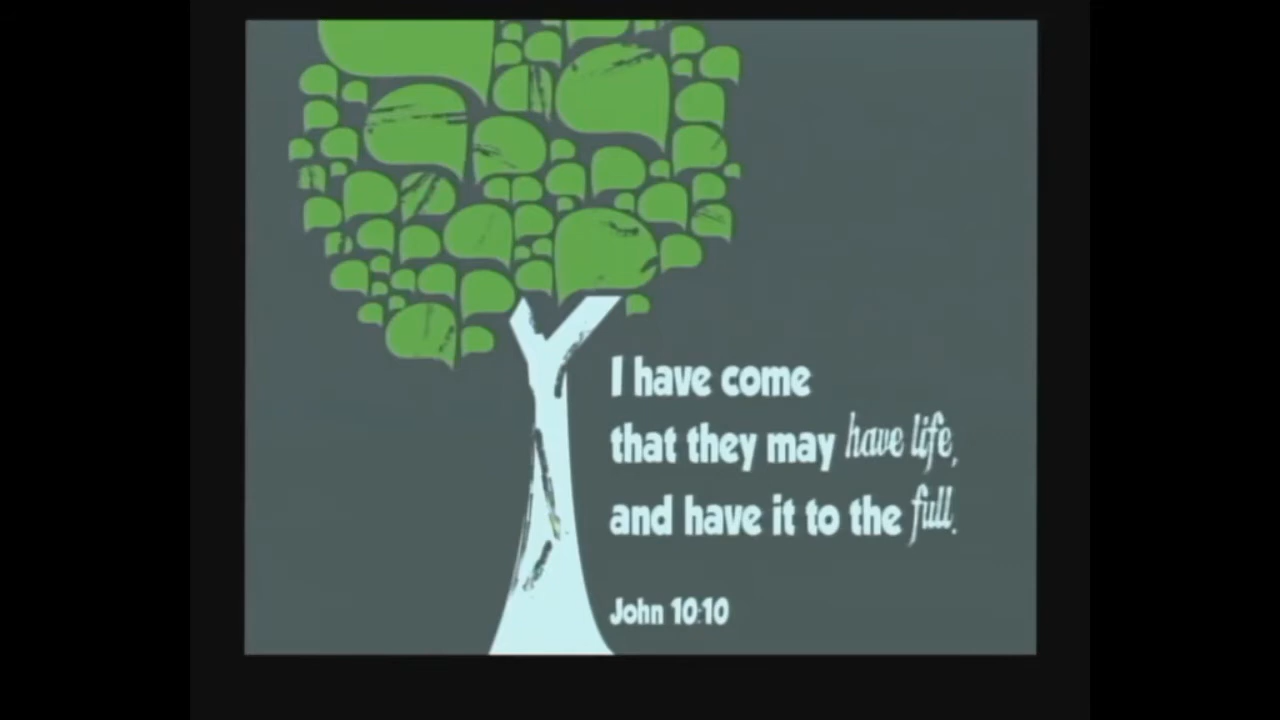 I have come
that they may have life,
and have it to the full.
John 10:10